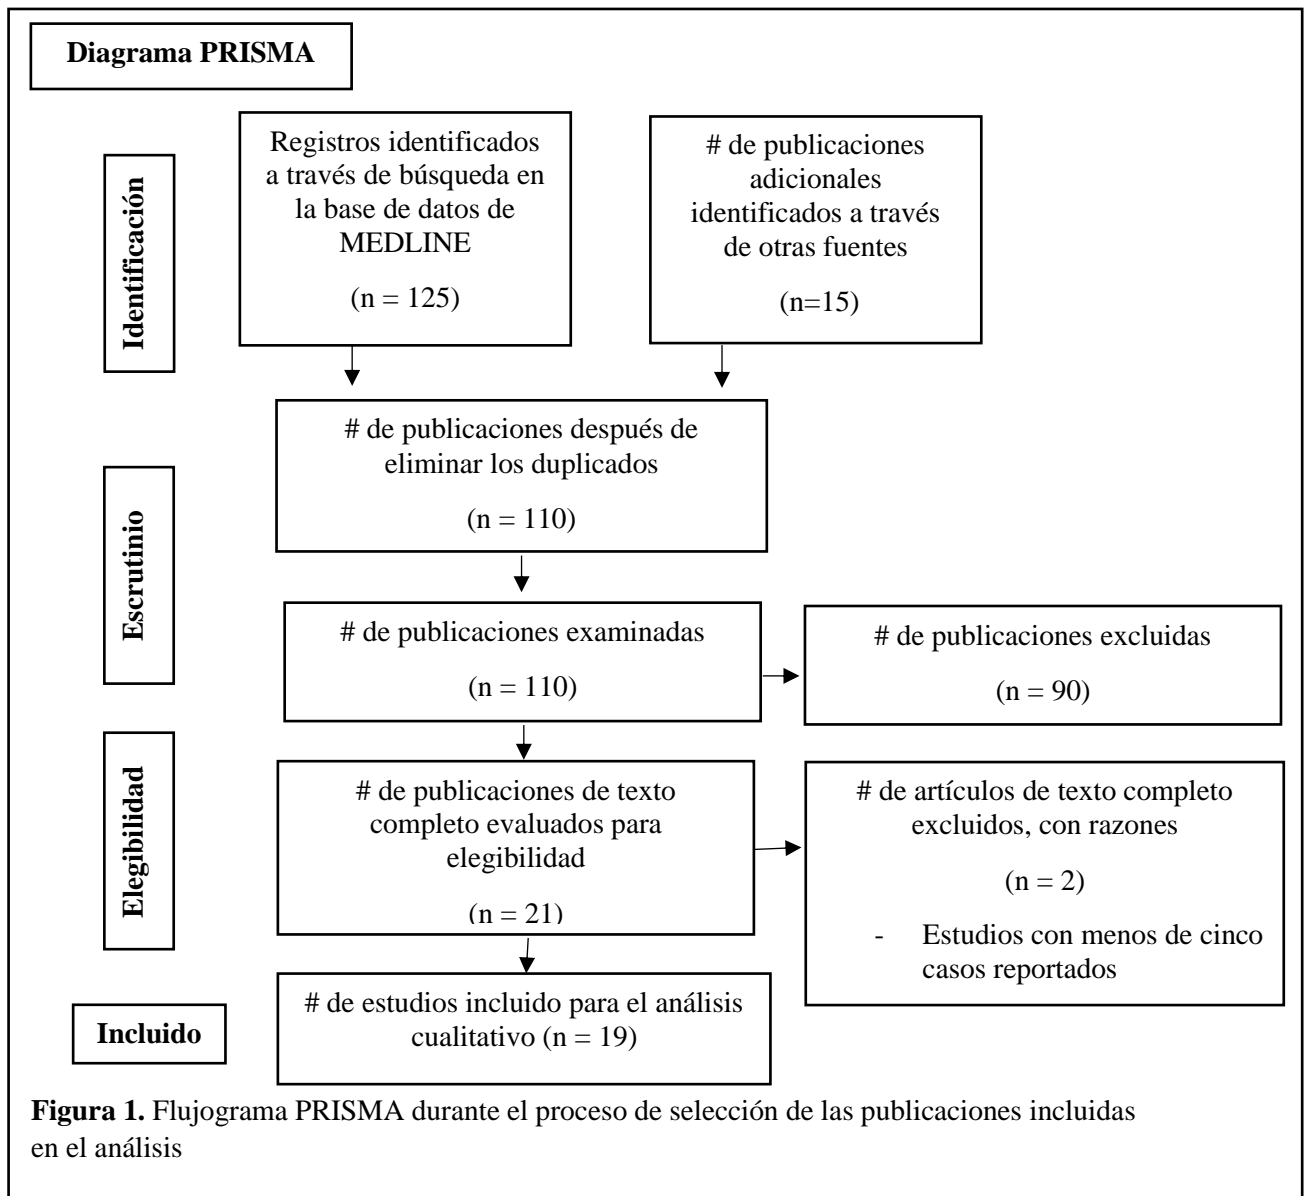 Diagrama PRISMA
Identificación
Registros identificados
a través de búsqueda en
la base de datos de
MEDLINE
(n = 125)
# de publicaciones
adicionales
identificados a través
de otras fuentes
(n=15)
# de publicaciones después de
eliminar los duplicados
(n = 110)
Escrutinio
# de publicaciones examinadas
(n = 110)
# de publicaciones excluidas
(n = 90)
Elegibilidad
# de publicaciones de texto
completo evaluados para
elegibilidad
(n = 21)
# de artículos de texto completo
excluidos, con razones
(n = 2)
- Estudios con menos de cinco
casos reportados
Incluido
# de estudios incluido para el análisis
cualitativo (n = 19)
Figura 1. Flujograma PRISMA durante el proceso de selección de las publicaciones incluidas
en el análisis